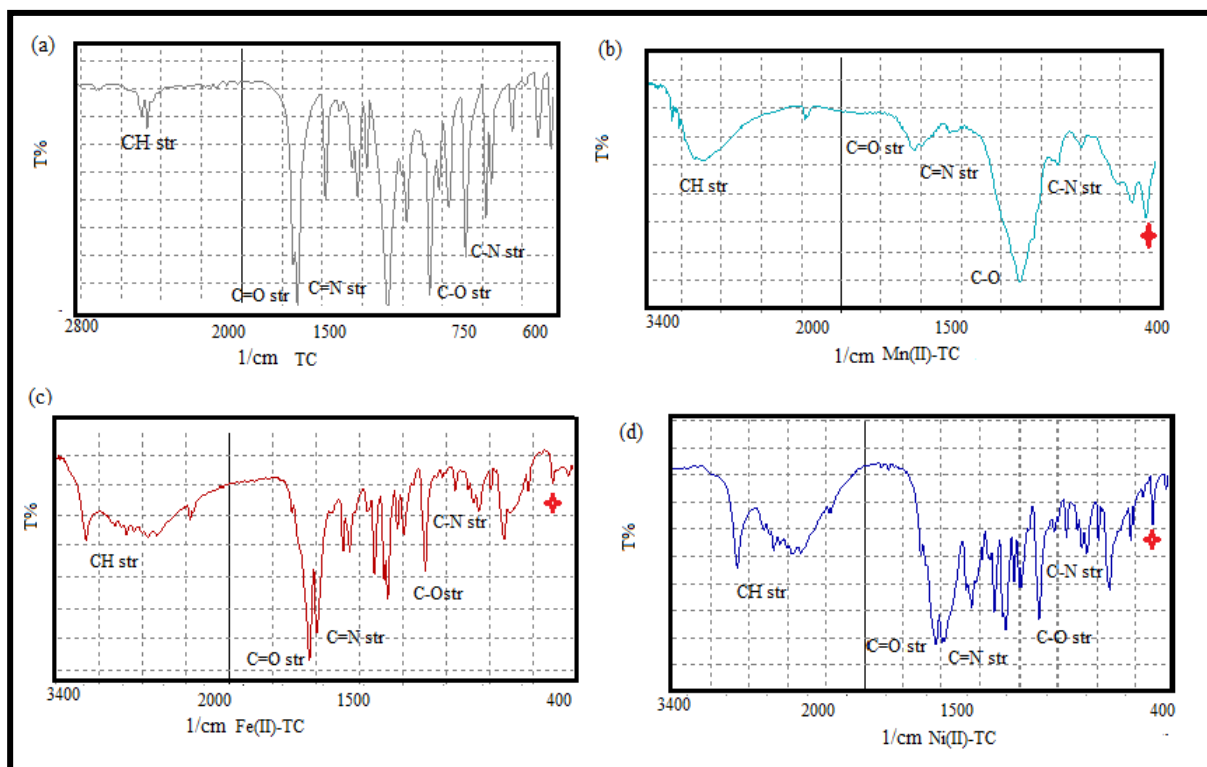 (a)
T%
CH str
C=O str
C=N str
C-O str
C-N str
2800 2000 1500 750 600
1/cm TC
(b)
T%
CH str
C=O str
C=N str
C-N str
C-O
3400 2000 1500 400
1/cm Mn(II)-TC
(c)
T%
CH str
C=O str
C=N str
C-Ostr
C-N str
3400 2000 1500 400
1/cm Fe(II)-TC
(d)
T%
CH str
C=O str
C=N str
C-O str
C-N str
3400 2000 1500 400
1/cm Ni(II)-TC